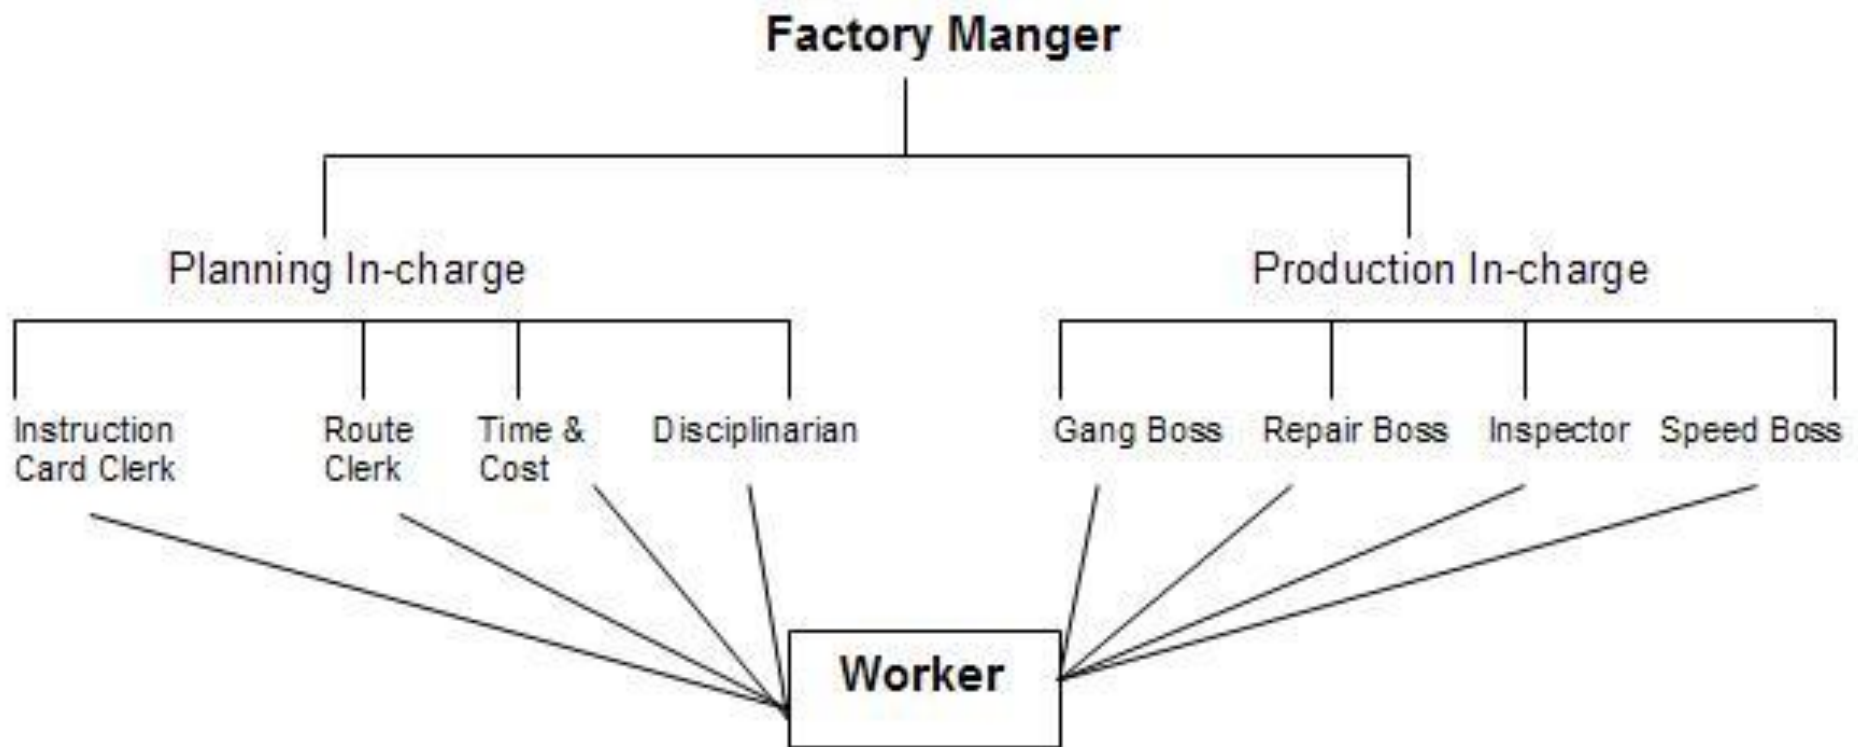 Factory Manger
Planning In-charge
Production In-charge
Instruction
Card Clerk
Route
Clerk
Time &
Cost
Disciplinarian
Gang Boss
Repair Boss
Inspector
Speed Boss
Worker